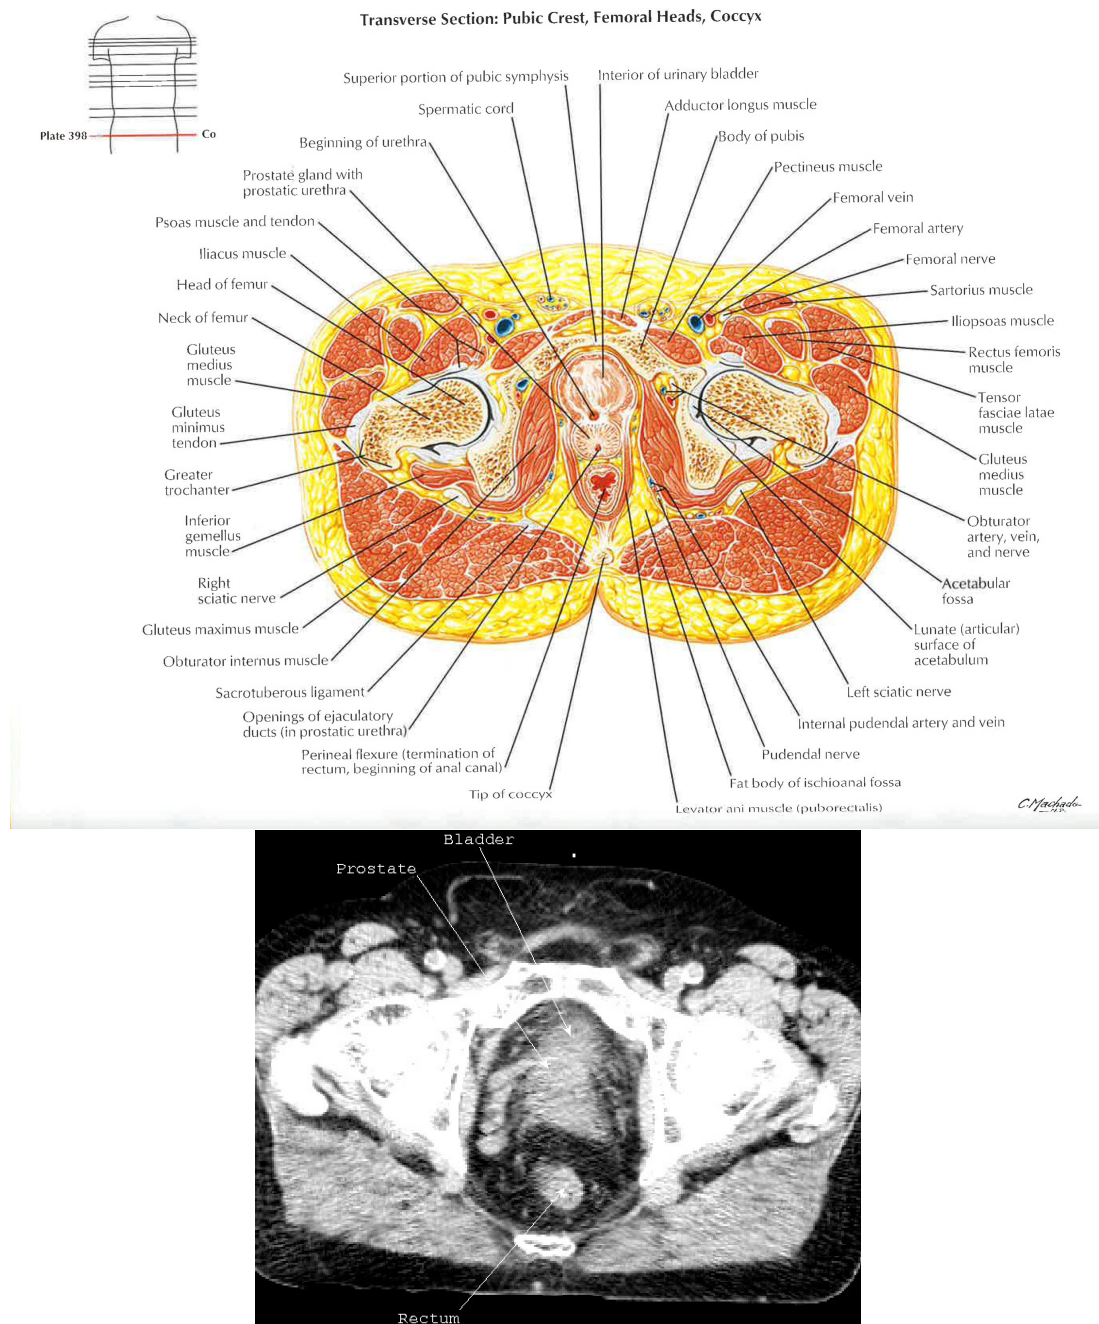 Transverse Section: Pubic Crest, Femoral Heads, Coccyx
Plate 398
Co
Superior portion of pubic symphysis
Interior of urinary bladder
Spermatic cord
Adductor longus muscle
Beginning of urethra
Body of pubis
Prostate gland with
prostatic urethra
Pectineus muscle
Psoas muscle and tendon
Femoral vein
Iliacus muscle
Femoral artery
Head of femur
Femoral nerve
Neck of femur
Sartorius muscle
Gluteus
medius
muscle
Iliopsoas muscle
Rectus femoris
muscle
Gluteus
minimus
tendon
Tensor
fasciae latae
muscle
Greater
trochanter
Gluteus
medius
muscle
Inferior
gemellus
muscle
Obturator
artery, vein,
and nerve
Right
sciatic nerve
Acetabular
fossa
Gluteus maximus muscle
Lunate (articular)
surface of
acetabulum
Obturator internus muscle
Sacrotuberous ligament
Left sciatic nerve
Openings of ejaculatory
ducts (in prostatic urethra)
Internal pudendal artery and vein
Perineal flexure (termination of
rectum, beginning of anal canal)
Pudendal nerve
Tip of coccyx
Fat body of ischioanal fossa
Levator ani muscle (puborectalis)
C. Machado
M.D.
Bladder
Prostate
Rectum